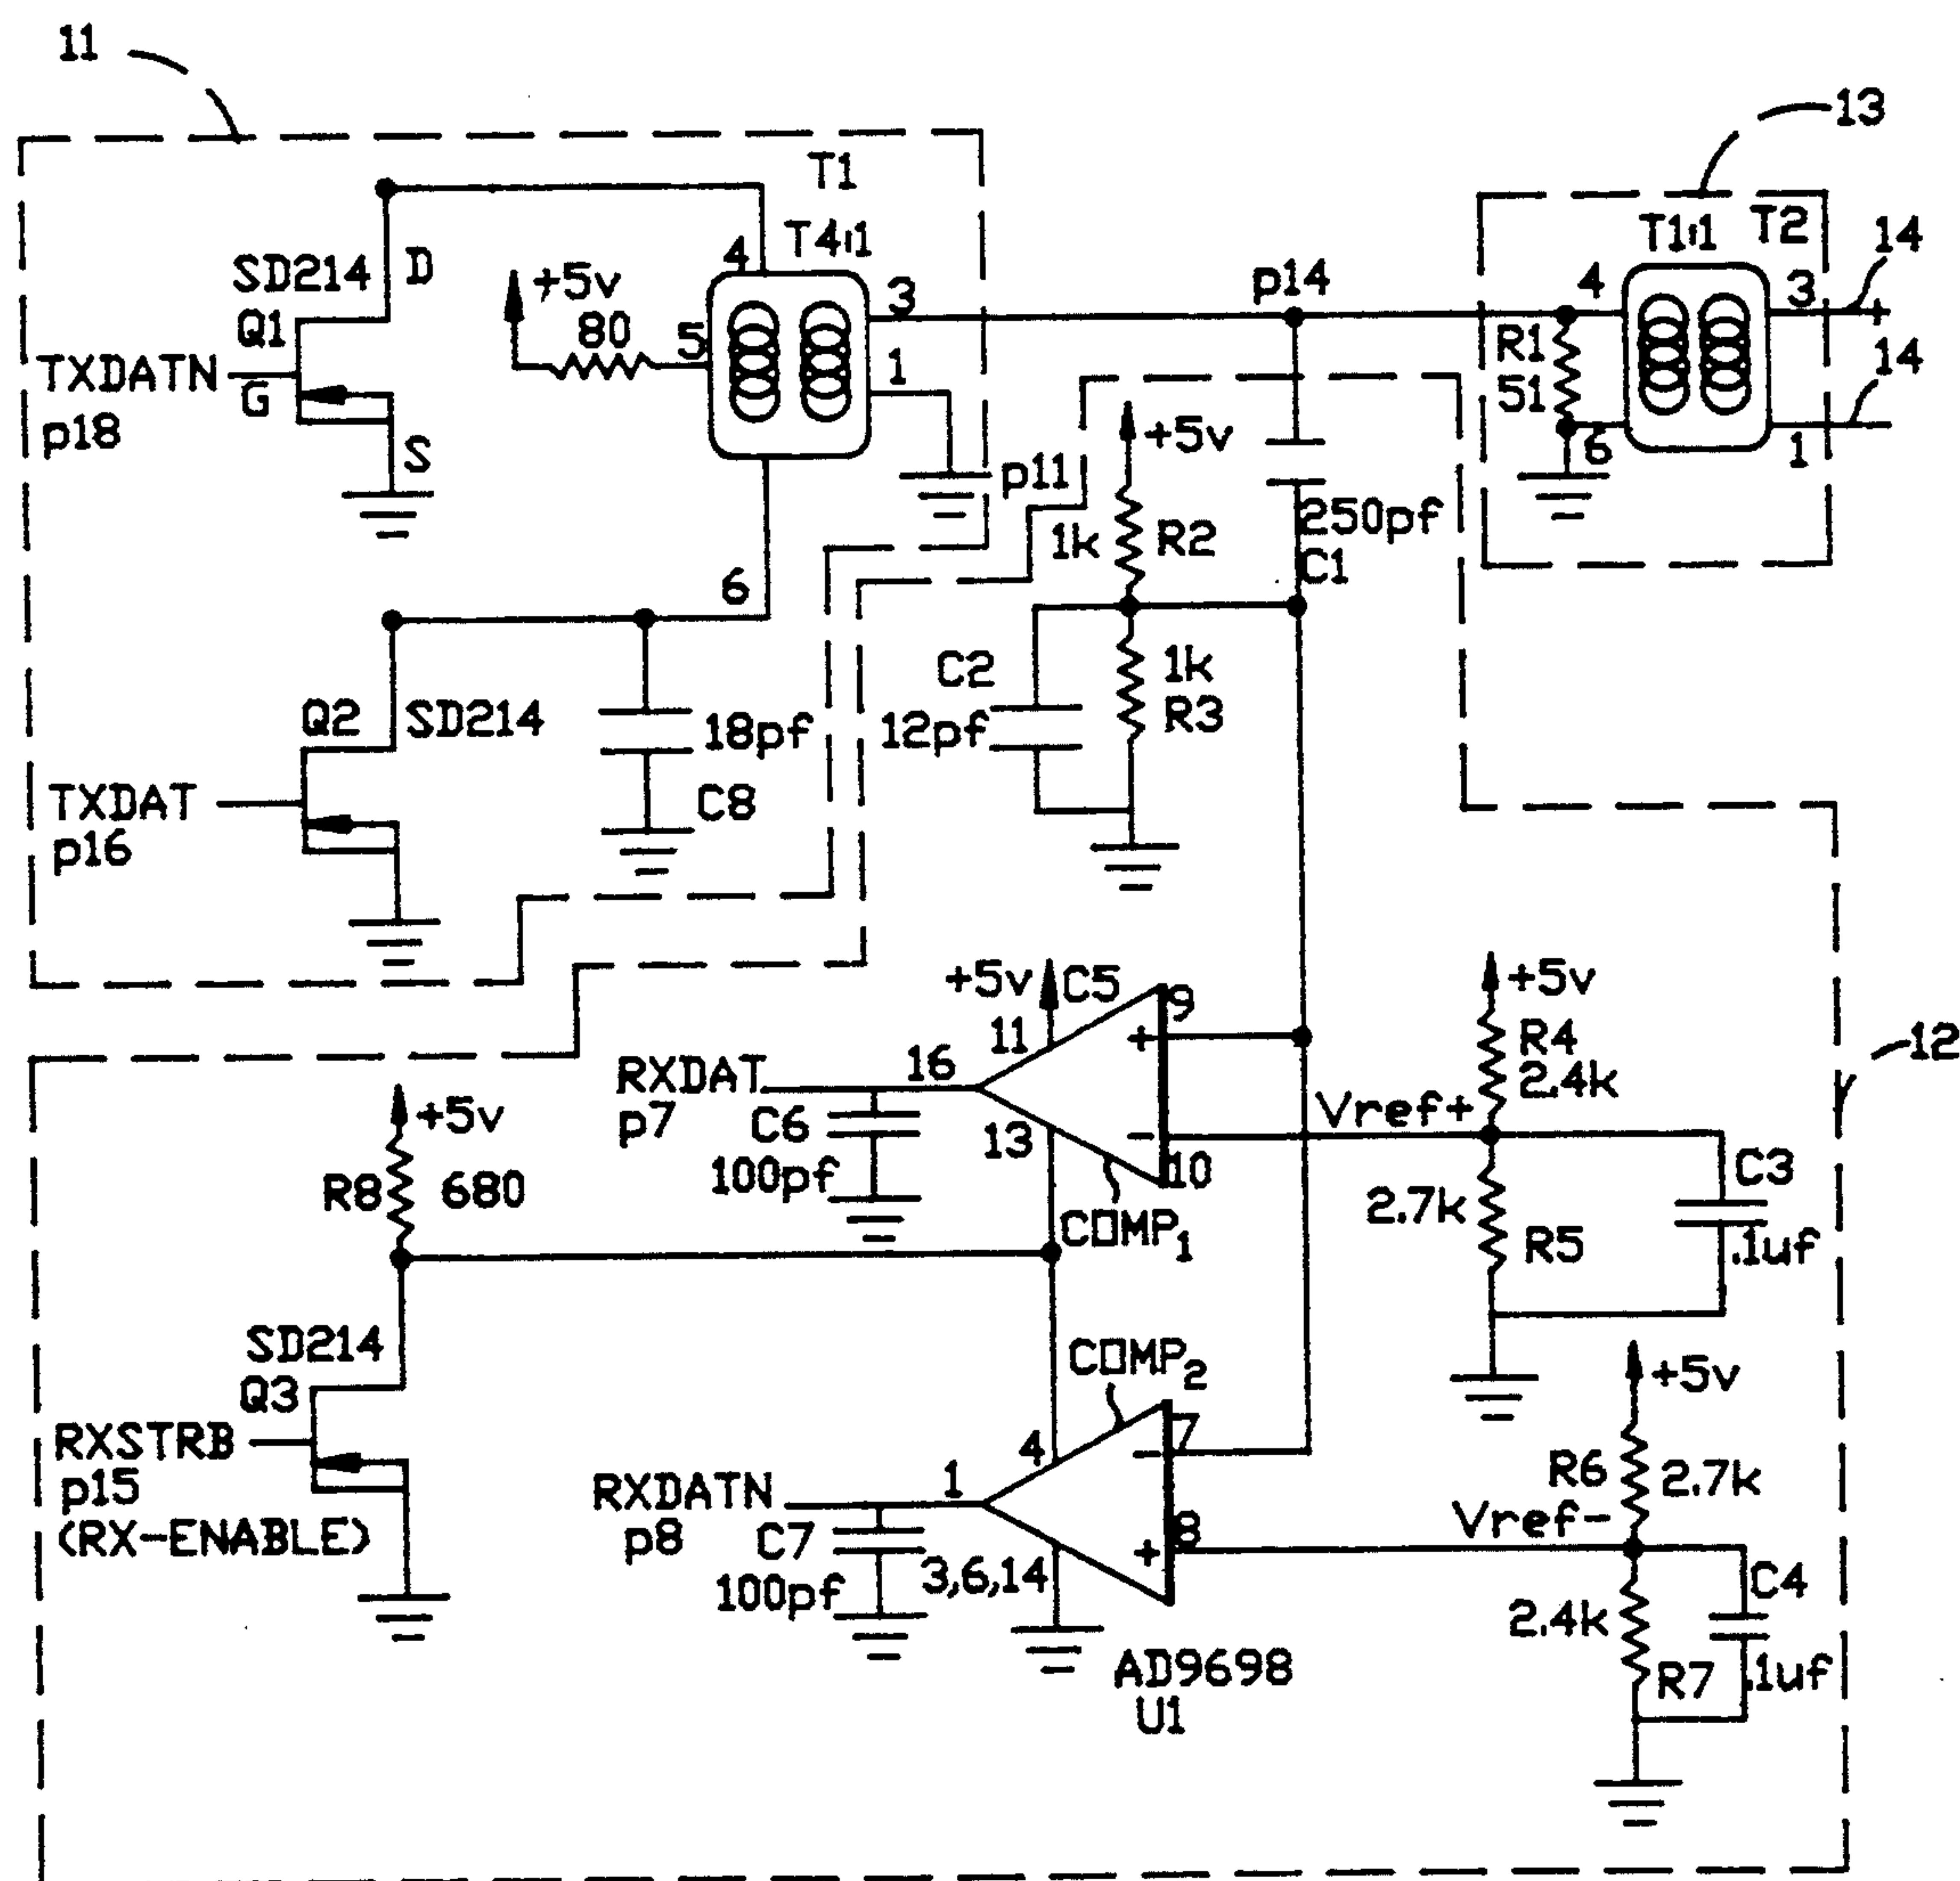 11
13
T1
T4:1
T1:1 T2
14
4
SD214
D
+5v
3
p14
4
3
+
Q1
80
5
R1
14
TXDATN
1
51
G
p18
+5v
S
p11
6
1
250pf
1k
R2
C1
6
C2
1k
Q2
SD214
R3
18pf
12pf
TXDAT
C8
p16
+5v
C5
9
+5v
11
+
R4
12
RXDAT
16
2.4k
p7
Vref+
+5v
C6
13
-
10
C3
100pf
R8
680
2.7k
COMP1
R5
.1uf
SD214
COMP2
+5v
Q3
7
RXSTRB
4
-
R6
2.7k
p15
1
RXDATN
Vref-
(RX-ENABLE)
p8
C7
8
+
3,6,14
C4
100pf
2.4k
AD9698
R7
.1uf
U1